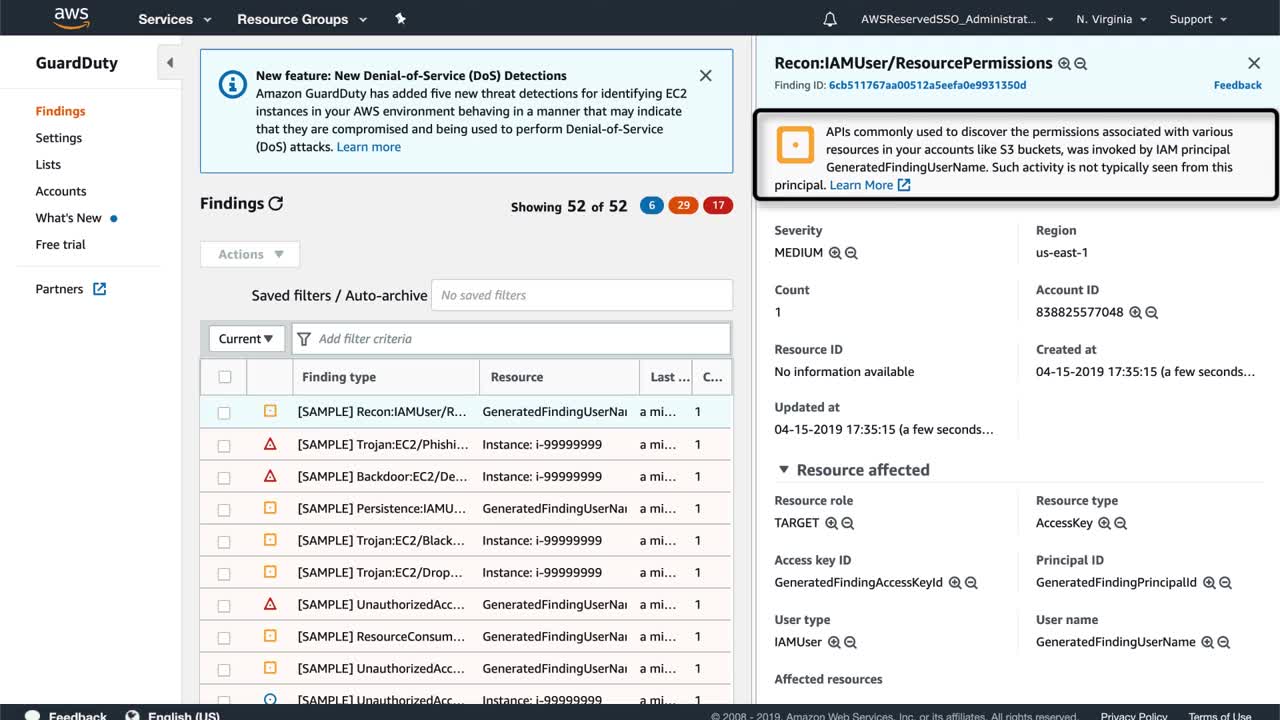 aws
Services
Resource Groups
AWSReservedSSO_Administrat...
N. Virginia
Support
GuardDuty
Findings
Settings
Lists
Accounts
What's New
Free trial
Partners
New feature: New Denial-of-Service (DoS) Detections
Amazon GuardDuty has added five new threat detections for identifying EC2
instances in your AWS environment behaving in a manner that may indicate
that they are compromised and being used to perform Denial-of-Service
(DoS) attacks. Learn more
Findings
Showing 52 of 52 6 29 17
Actions
Saved filters / Auto-archive No saved filters
Current Add filter criteria
Finding type Resource Last ... C...
[SAMPLE] Recon:IAMUser/R... GeneratedFindingUserNar a mi... 1
[SAMPLE] Trojan:EC2/Phishi... Instance: i-99999999 a mi... 1
[SAMPLE] Backdoor:EC2/De... Instance: i-99999999 a mi... 1
[SAMPLE] Persistence:IAMU... GeneratedFindingUserNar a mi... 1
[SAMPLE] Trojan:EC2/Black... Instance: i-99999999 a mi... 1
[SAMPLE] Trojan:EC2/Drop... Instance: i-99999999 a mi... 1
[SAMPLE] UnauthorizedAcc... GeneratedFindingUserNar a mi... 1
[SAMPLE] ResourceConsum... GeneratedFindingUserNar a mi... 1
[SAMPLE] UnauthorizedAcc... GeneratedFindingUserNar a mi... 1
[SAMPLE] UnauthorizedAcc... Instance: i-99999999 a mi... 1
Recon:IAMUser/ResourcePermissions
Finding ID: 6cb511767aa00512a5eefa0e9931350d
Feedback
APIs commonly used to discover the permissions associated with various
resources in your accounts like S3 buckets, was invoked by IAM principal
GeneratedFindingUserName. Such activity is not typically seen from this
principal. Learn More
Severity
MEDIUM
Region
us-east-1
Count
1
Account ID
838825577048
Resource ID
No information available
Created at
04-15-2019 17:35:15 (a few seconds...
Updated at
04-15-2019 17:35:15 (a few seconds...
Resource affected
Resource role
TARGET
Resource type
AccessKey
Access key ID
GeneratedFindingAccessKeyId
Principal ID
GeneratedFindingPrincipalId
User type
IAMUser
User name
GeneratedFindingUserName
Affected resources
Feedback
English (US)
© 2008 - 2019, Amazon Web Services, Inc. or its affiliates. All rights reserved.
Privacy Policy
Terms of Use